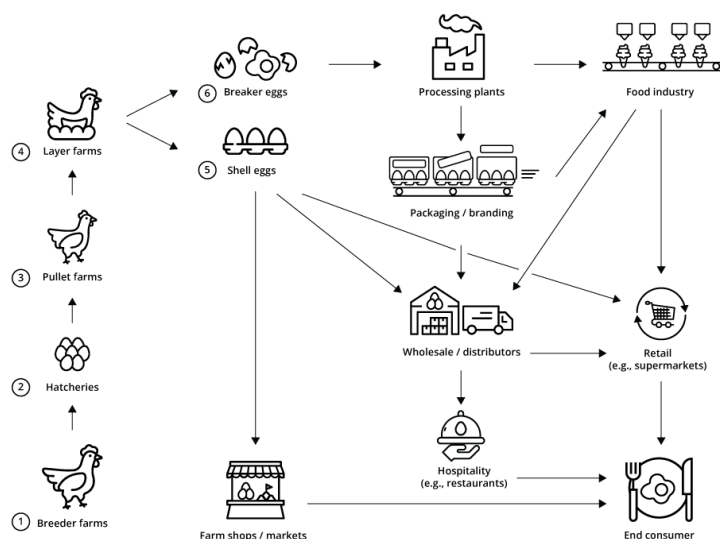 6 Breaker eggs
Processing plants
Food industry
4 Layer farms
5 Shell eggs
Packaging / branding
3 Pullet farms
Wholesale / distributors
Retail
(e.g., supermarkets)
2 Hatcheries
Hospitality
(e.g., restaurants)
1 Breeder farms
Farm shops / markets
End consumer